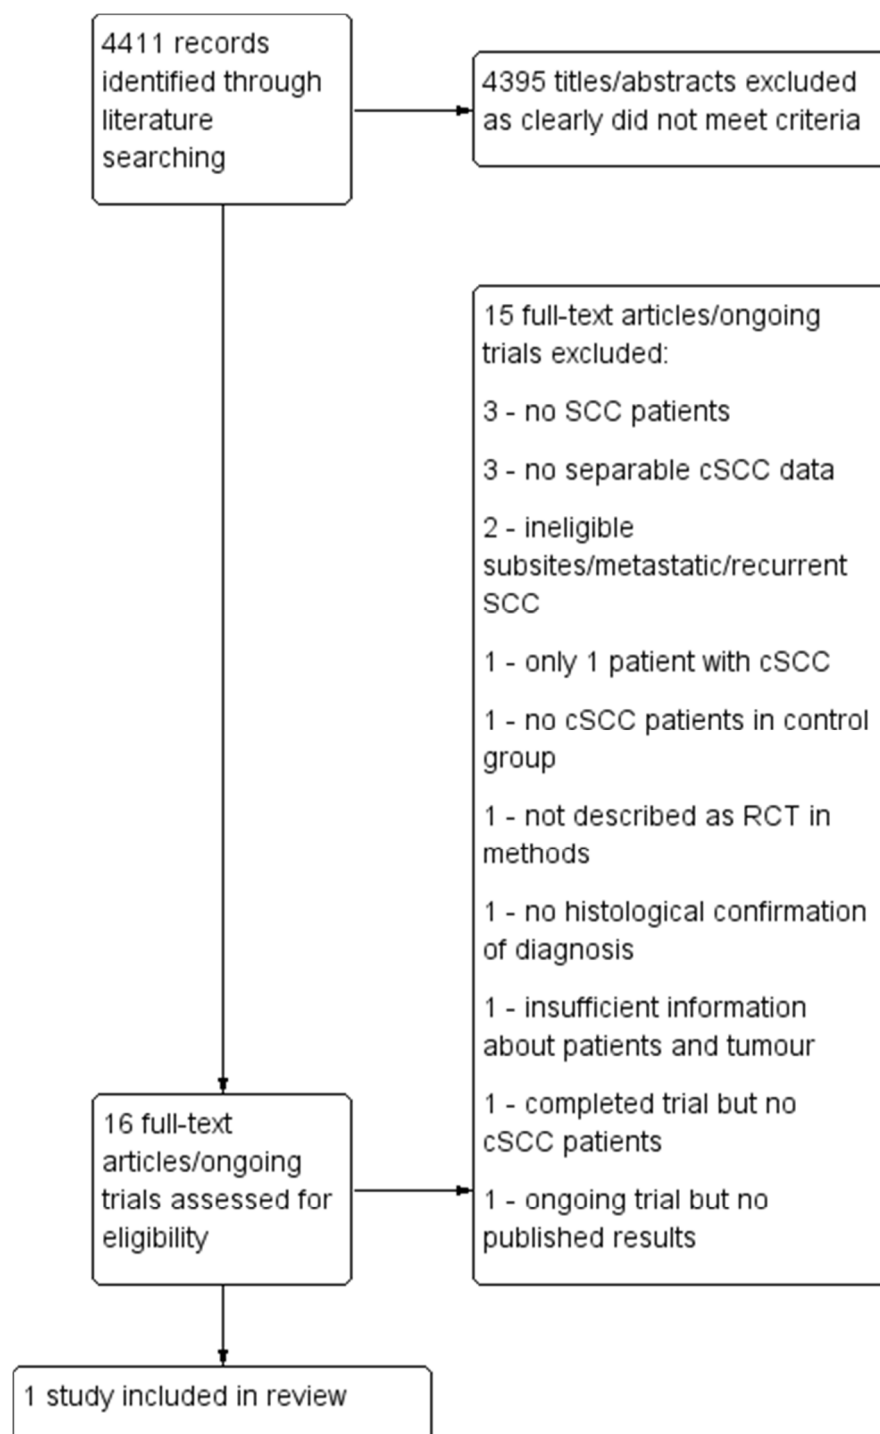 4411 records
identified through
literature
searching
4395 titles/abstracts excluded
as clearly did not meet criteria
15 full-text articles/ongoing
trials excluded:
3 - no SCC patients
3 - no separable cSCC data
2 - ineligible
subsites/metastatic/recurrent
SCC
1 - only 1 patient with cSCC
1 - no cSCC patients in control
group
1 - not described as RCT in
methods
1 - no histological confirmation
of diagnosis
1 - insufficient information
about patients and tumour
1 - completed trial but no
cSCC patients
1 - ongoing trial but no
published results
16 full-text
articles/ongoing
trials assessed for
eligibility
1 study included in review